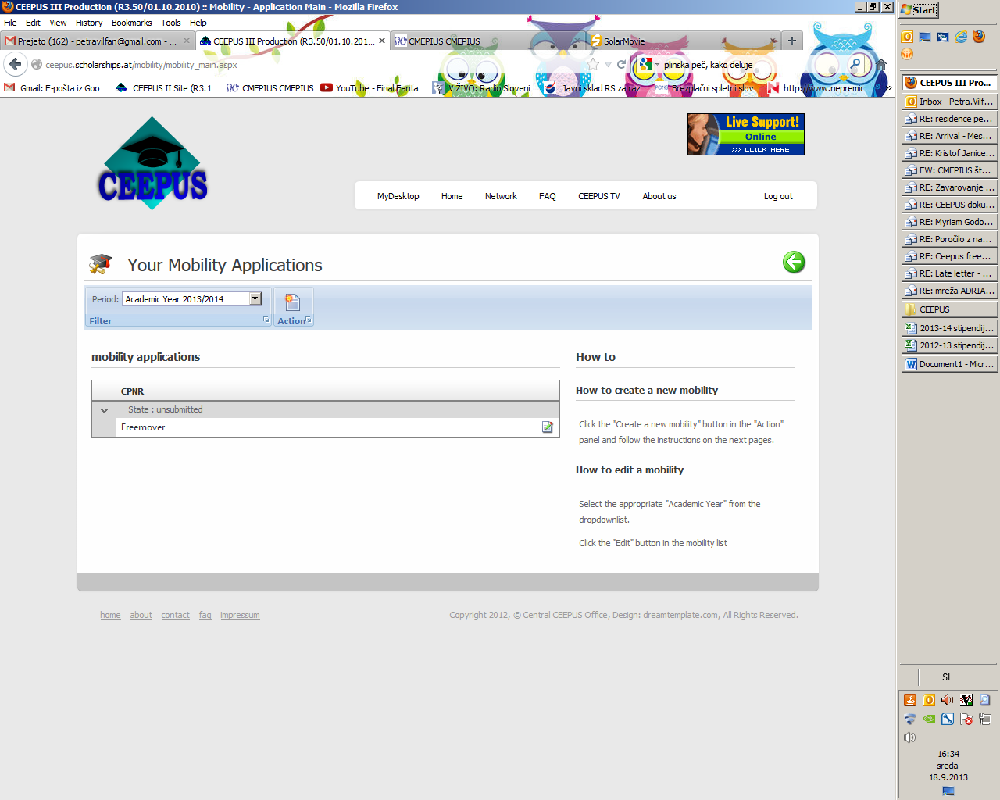 CEEPUS III Production (R3.50/01.10.2010) :: Mobility - Application Main - Mozilla Firefox
File Edit View History Bookmarks Tools Help
Prejeto (162) - petravilfan@gmail.com - ...
CEEPUS III Production (R3.50/01.10.201...
CMEPIUS CMEPIUS
SolarMovie
ceepus.scholarships.at/mobility/mobility_main.aspx
plinska peč, kako deluje
Gmail: E-pošta iz Goo...
CEEPUS II Site (R3.1...
CMEPIUS CMEPIUS
YouTube - Final Fanta...
V ŽIVO: Radio Sloveni...
Javni sklad RS za raz...
Brezplačni spletni slov...
http://www.nepremic...
CEEPUS
Live Support!
Online
>>> CLICK HERE
MyDesktop Home Network FAQ CEEPUS TV About us Log out
Your Mobility Applications
Period: Academic Year 2013/2014
Filter
Action
mobility applications
CPNR
State : unsubmitted
Freemover
How to
How to create a new mobility
Click the "Create a new mobility" button in the "Action"
panel and follow the instructions on the next pages.
How to edit a mobility
Select the appropriate "Academic Year" from the
dropdownlist.
Click the "Edit" button in the mobility list
home about contact faq impressum
Copyright 2012, © Central CEEPUS Office, Design: dreamtemplate.com, All Rights Reserved.
Start
CEEPUS III Pro...
Inbox - Petra.Vilf...
RE: residence pe...
RE: Arrival - Mes...
RE: Kristof Janice...
FW: CMEPIUS št...
RE: Zavarovanje ...
RE: CEEPUS doku...
RE: Myriam Godo...
RE: Poročilo z na...
RE: Ceepus free...
RE: Late letter - ...
RE: mreža ADRIA...
CEEPUS
2013-14 stipendij...
2012-13 stipendij...
Document1 - Micr...
SL
16:34
sreda
18.9.2013